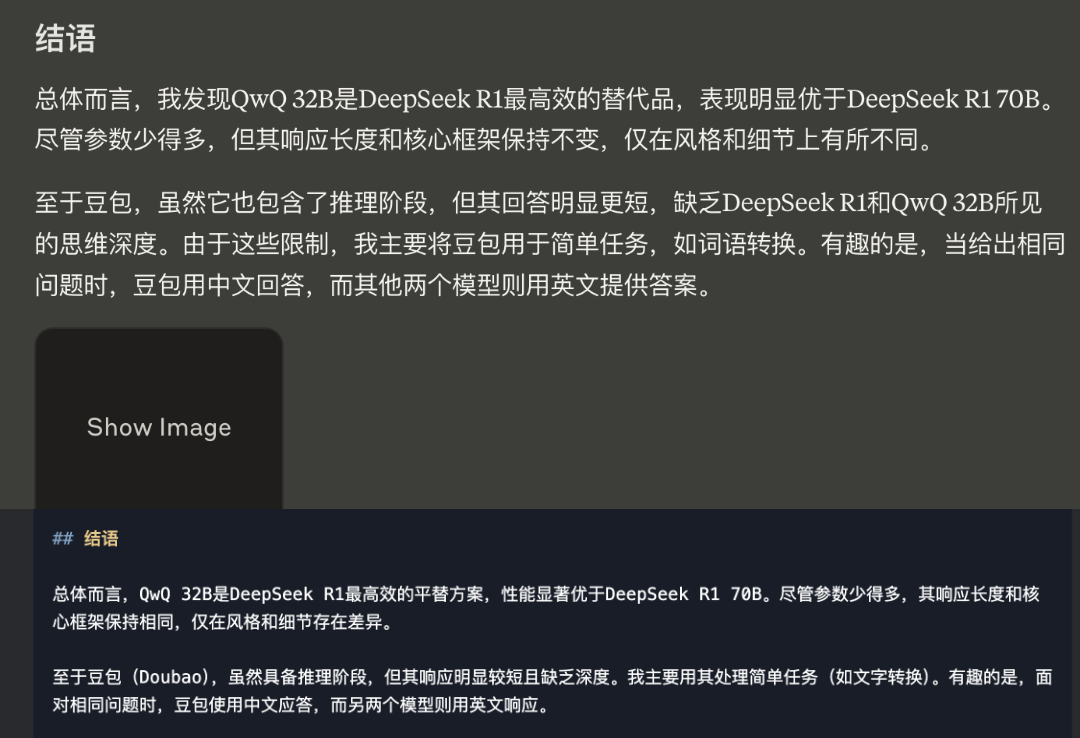 结语
总体而言，我发现QwQ 32B是DeepSeek R1最高效的替代品，表现明显优于DeepSeek R1 70B。
尽管参数少得多，但其响应长度和核心框架保持不变，仅在风格和细节上有所不同。
至于豆包，虽然它也包含了推理阶段，但其回答明显更短，缺乏DeepSeek R1和QwQ 32B所见
的思维深度。由于这些限制，我主要将豆包用于简单任务，如词语转换。有趣的是，当给出相同
问题时，豆包用中文回答，而其他两个模型则用英文提供答案。
Show Image
## 结语
总体而言，QwQ 32B是DeepSeek R1最高效的平替方案，性能显著优于DeepSeek R1 70B。尽管参数少得多，其响应长度和核
心框架保持相同，仅在风格和细节存在差异。
至于豆包（Doubao），虽然具备推理阶段，但其响应明显较短且缺乏深度。我主要用其处理简单任务（如文字转换）。有趣的是，面
对相同问题时，豆包使用中文应答，而另两个模型则用英文响应。